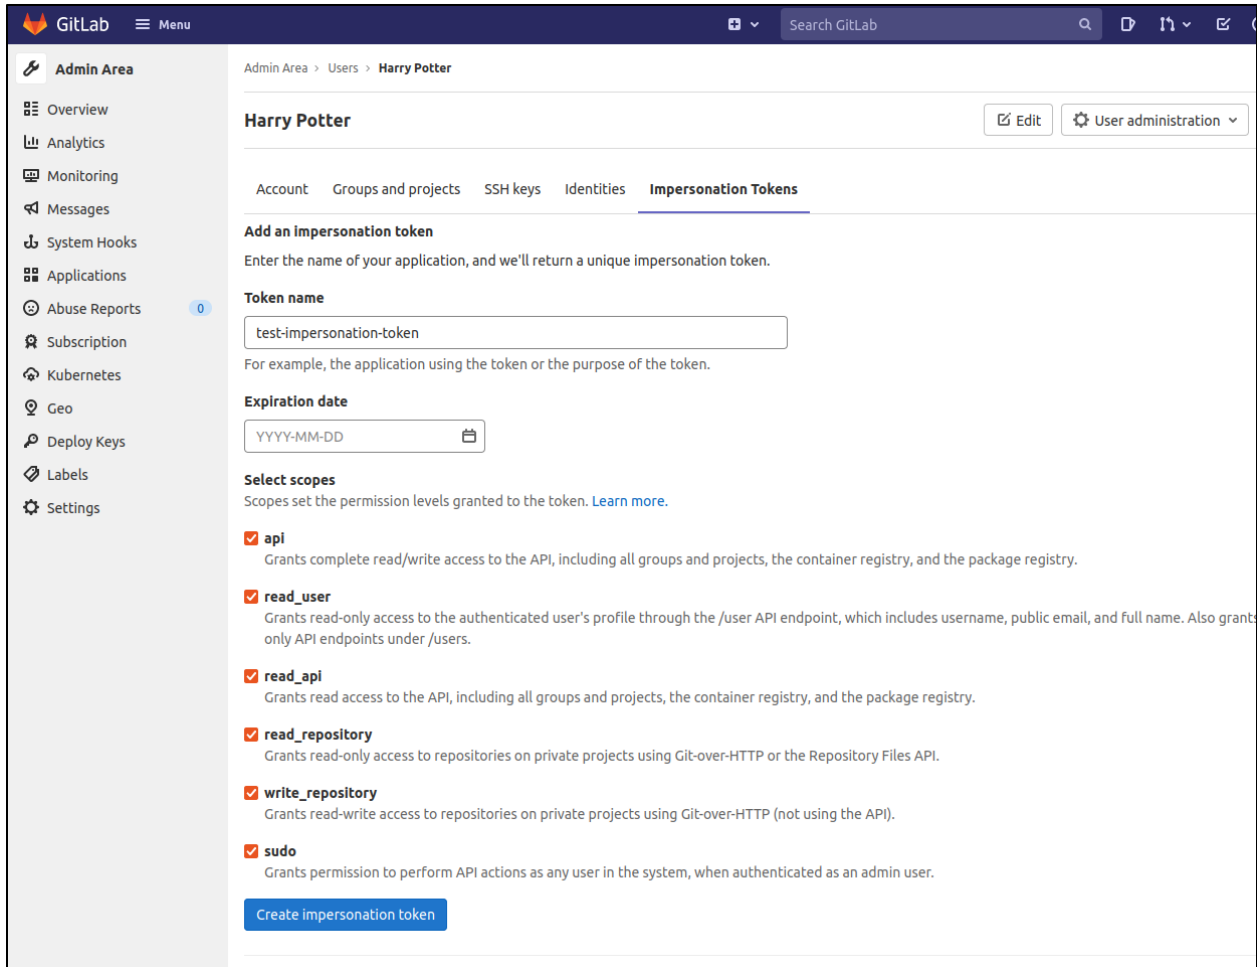 GitLab Menu Search GitLab
Admin Area
Admin Area > Users > Harry Potter
Overview
Analytics
Monitoring
Messages
System Hooks
Applications
Abuse Reports 0
Subscription
Kubernetes
Geo
Deploy Keys
Labels
Settings
Harry Potter Edit User administration
Account Groups and projects SSH keys Identities Impersonation Tokens
Add an impersonation token
Enter the name of your application, and we'll return a unique impersonation token.
Token name
test-impersonation-token
For example, the application using the token or the purpose of the token.
Expiration date
YYYY-MM-DD
Select scopes
Scopes set the permission levels granted to the token. Learn more.
api
Grants complete read/write access to the API, including all groups and projects, the container registry, and the package registry.
read_user
Grants read-only access to the authenticated user's profile through the /user API endpoint, which includes username, public email, and full name. Also grants
only API endpoints under /users.
read_api
Grants read access to the API, including all groups and projects, the container registry, and the package registry.
read_repository
Grants read-only access to repositories on private projects using Git-over-HTTP or the Repository Files API.
write_repository
Grants read-write access to repositories on private projects using Git-over-HTTP (not using the API).
sudo
Grants permission to perform API actions as any user in the system, when authenticated as an admin user.
Create impersonation token